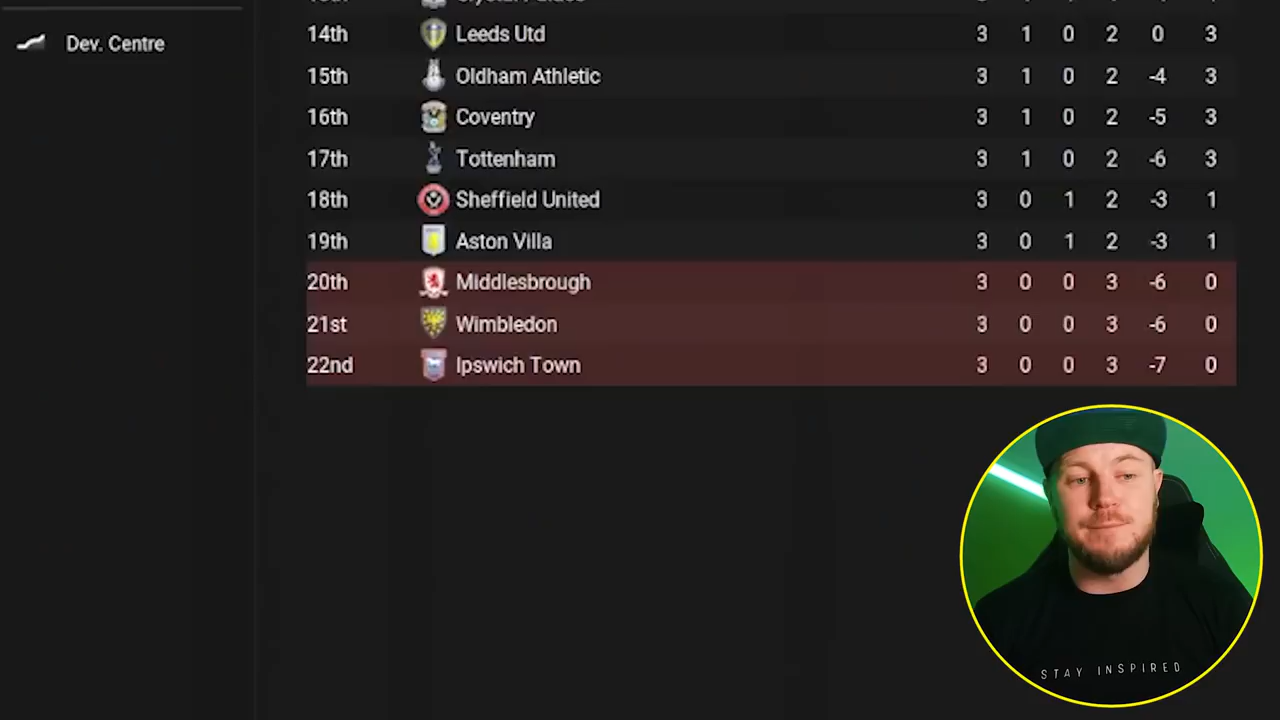 Dev. Centre
14th Leeds Utd 3 1 0 2 0 3
15th Oldham Athletic 3 1 0 2 -4 3
16th Coventry 3 1 0 2 -5 3
17th Tottenham 3 1 0 2 -6 3
18th Sheffield United 3 0 1 2 -3 1
19th Aston Villa 3 0 1 2 -3 1
20th Middlesbrough 3 0 0 3 -6 0
21st Wimbledon 3 0 0 3 -6 0
22nd Ipswich Town 3 0 0 3 -7 0
STAY INSPIRED